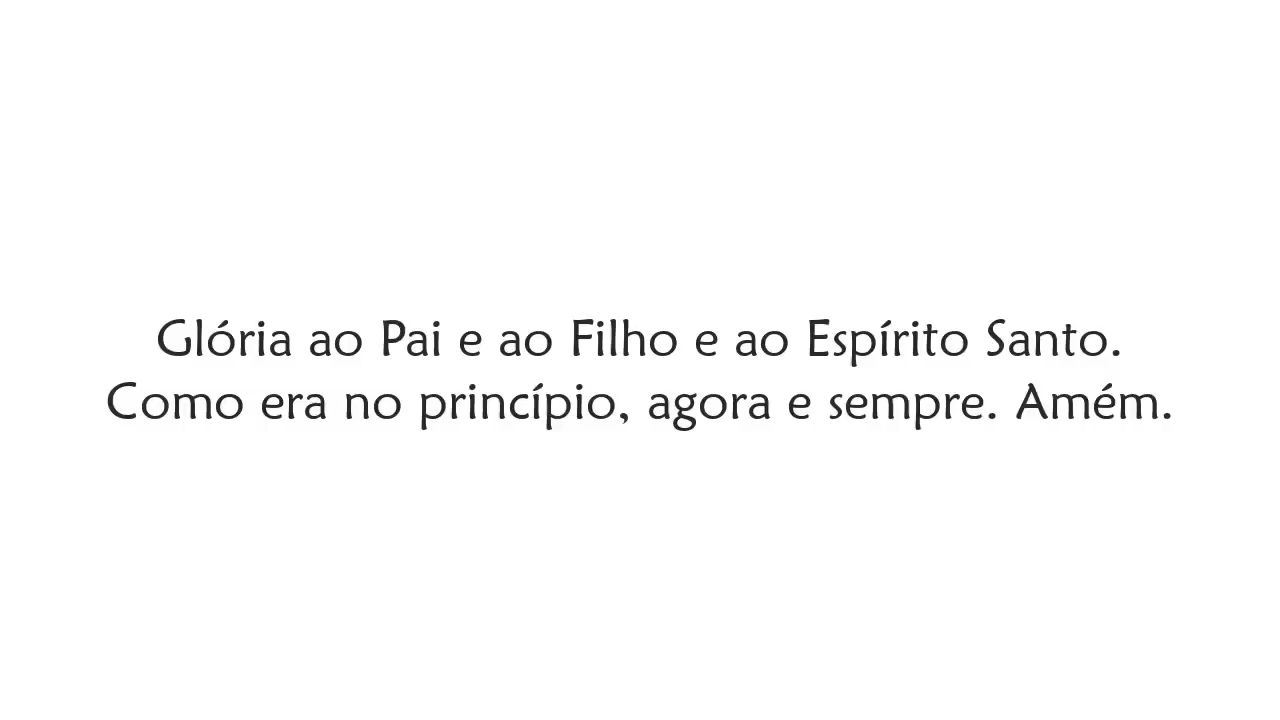 Glória ao Pai e ao Filho e ao Espírito Santo.
Como era no princípio, agora e sempre. Amém.